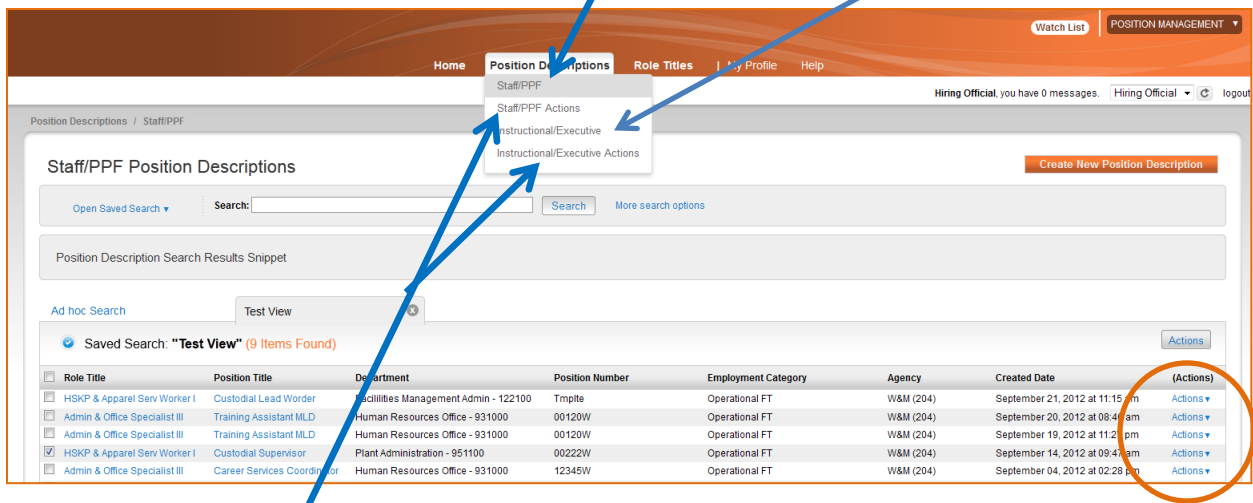 Watch List POSITION MANAGEMENT
Home Position Descriptions Role Titles | My Profile Help
Staff/PPF
Hiring Official, you have 0 messages. Hiring Official logout
Staff/PPF Actions
Position Descriptions / Staff/PPF
Instructional/Executive
Instructional/Executive Actions
Staff/PPF Position Descriptions
Create New Position Description
Open Saved Search Search: Search More search options
Position Description Search Results Snippet
Ad hoc Search Test View
Saved Search: "Test View" (9 Items Found) Actions
Role Title Position Title Department Position Number Employment Category Agency Created Date (Actions)
HSKP & Apparel Serv Worker I Custodial Lead Worder Facililities Management Admin - 122100 Tmplte Operational FT W&M (204) September 21, 2012 at 11:15 Actions
Admin & Office Specialist III Training Assistant MLD Human Resources Office - 931000 00120W Operational FT W&M (204) September 20, 2012 at 08:40 am Actions
Admin & Office Specialist III Training Assistant MLD Human Resources Office - 931000 00120W Operational FT W&M (204) September 19, 2012 at pm Actions
HSKP & Apparel Serv Worker I Custodial Supervisor Plant Administration - 951100 00222W Operational FT W&M (204) September 14, 2012 at 09:47 am Actions
Admin & Office Specialist III Career Services Coordinator Human Resources Office - 931000 12345W Operational FT W&M (204) September 04, 2012 at 02:28 pm Actions